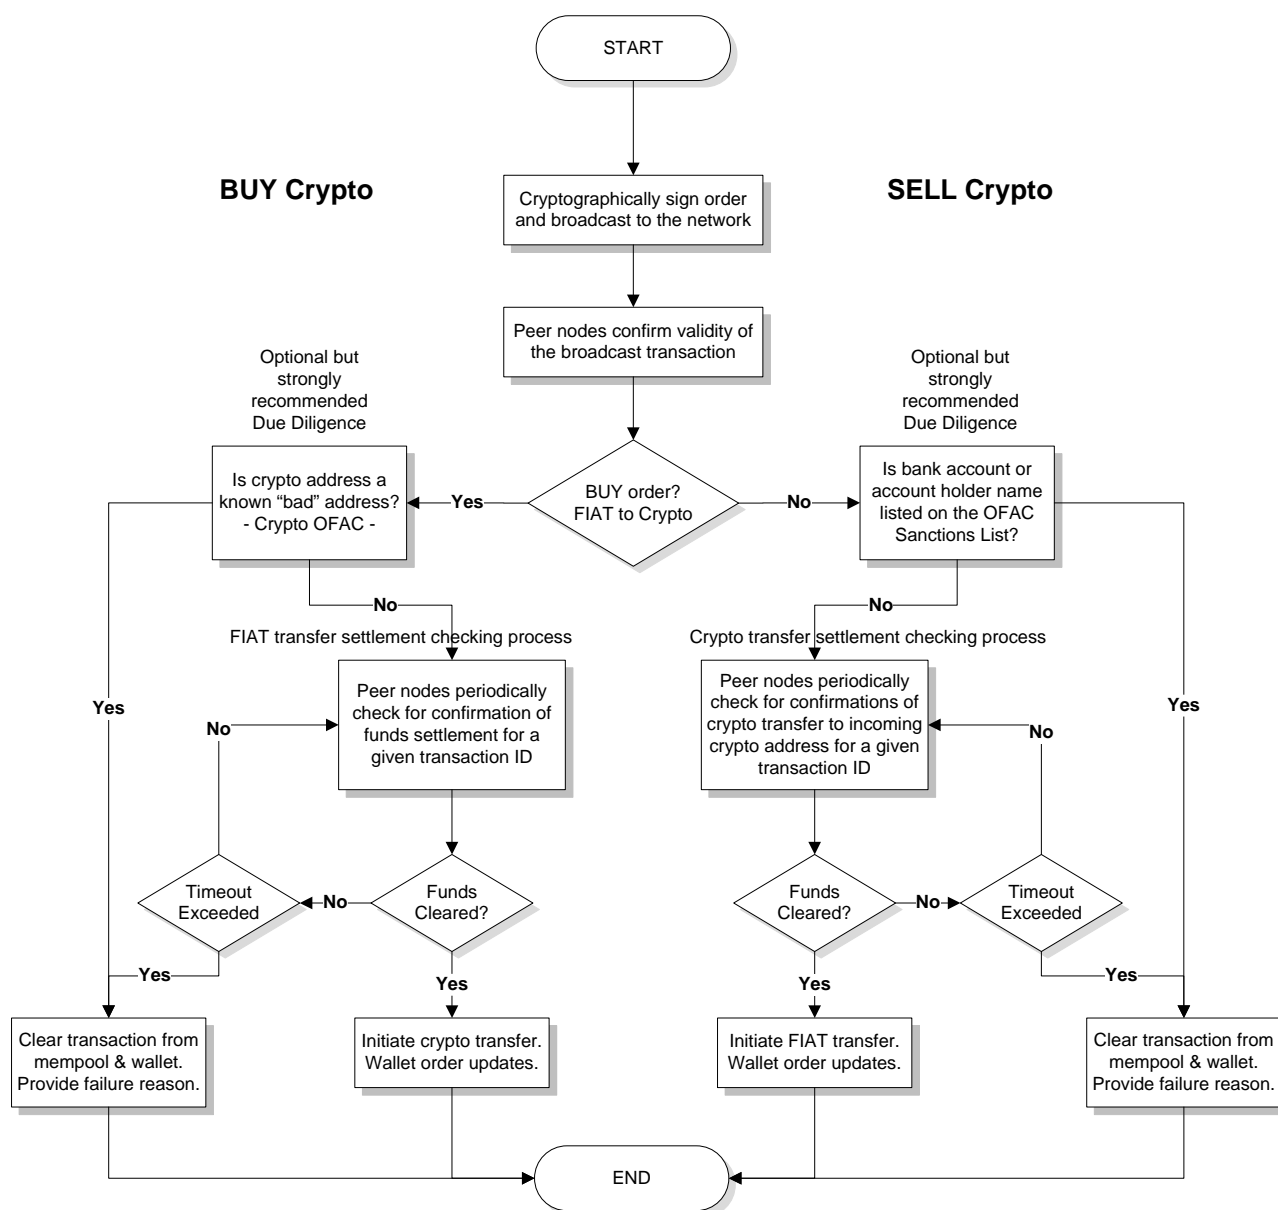 START
BUY Crypto
SELL Crypto
Cryptographically sign order
and broadcast to the network
Peer nodes confirm validity of
the broadcast transaction
Optional but
strongly
recommended
Due Diligence
Optional but
strongly
recommended
Due Diligence
Is crypto address a
known “bad” address?
- Crypto OFAC -
Yes
BUY order?
FIAT to Crypto
No
Is bank account or
account holder name
listed on the OFAC
Sanctions List?
No
No
FIAT transfer settlement checking process
Crypto transfer settlement checking process
Peer nodes periodically
check for confirmation of
funds settlement for a
given transaction ID
Peer nodes periodically
check for confirmations of
crypto transfer to incoming
crypto address for a given
transaction ID
Yes
No
No
Yes
Timeout
Exceeded
No
Funds
Cleared?
Funds
Cleared?
No
Timeout
Exceeded
Yes
Yes
Yes
Yes
Clear transaction from
mempool & wallet.
Provide failure reason.
Initiate crypto transfer.
Wallet order updates.
Initiate FIAT transfer.
Wallet order updates.
Clear transaction from
mempool & wallet.
Provide failure reason.
END